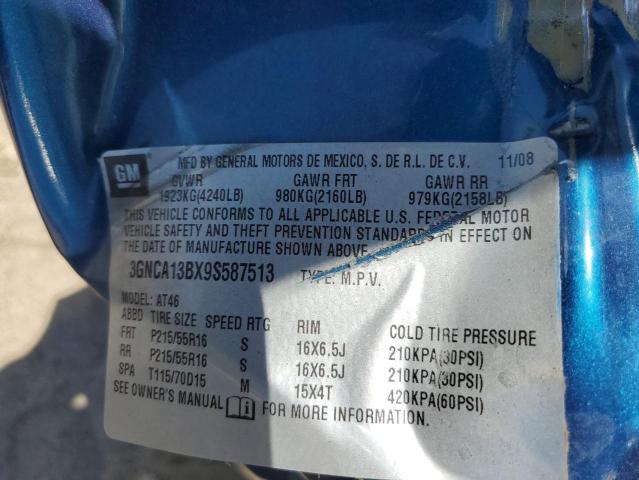 GM
MFD BY GENERAL MOTORS DE MEXICO, S. DE R.L. DE C.V. 11/08
GVWR GAWR FRT GAWR RR
1923KG(4240LB) 980KG(2160LB) 979KG(2158LB)
THIS VEHICLE CONFORMS TO ALL APPLICABLE U.S. FEDERAL MOTOR
VEHICLE SAFETY AND THEFT PREVENTION STANDARDS IN EFFECT ON
THE DATE OF MANUFACTURE SHOWN ABOVE.
3GNCA13BX9S587513 TYPE: M.P.V.
MODEL: AT46
ABBD TIRE SIZE SPEED RTG RIM COLD TIRE PRESSURE
FRT P215/55R16 S 16X6.5J 210KPA(30PSI)
RR P215/55R16 S 16X6.5J 210KPA(30PSI)
SPA T115/70D15 M 15X4T 420KPA(60PSI)
SEE OWNER'S MANUAL FOR MORE INFORMATION.